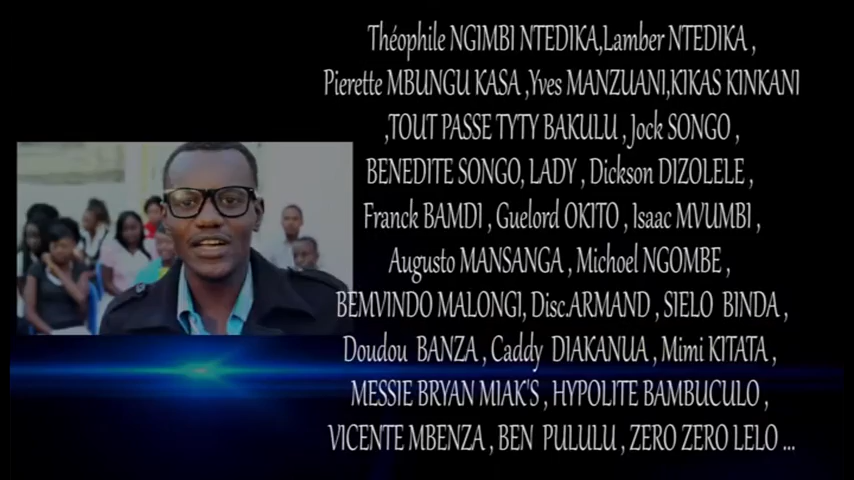 Théophile NGIMBI NTEDIKA,Lamber NTEDIKA ,
Pierette MBUNGU KASA ,Yves MANZUANI,KIKAS KINKANI
,TOUT PASSE TYTY BAKULU , Jock SONGO ,
BENEDITE SONGO, LADY , Dickson DIZOLELE ,
Franck BAMDI , Guelord OKITO , Isaac MVUMBI ,
Augusto MANSANGA , Michoel NGOMBE ,
BEMVINDO MALONGI, Disc.ARMAND , SIELO BINDA ,
Doudou BANZA , Caddy DIAKANUA , Mimi KITATA ,
MESSIE BRYAN MIAK'S , HYPOLITE BAMBUCULO ,
VICENTE MBENZA , BEN PULULU , ZERO ZERO LELO ...